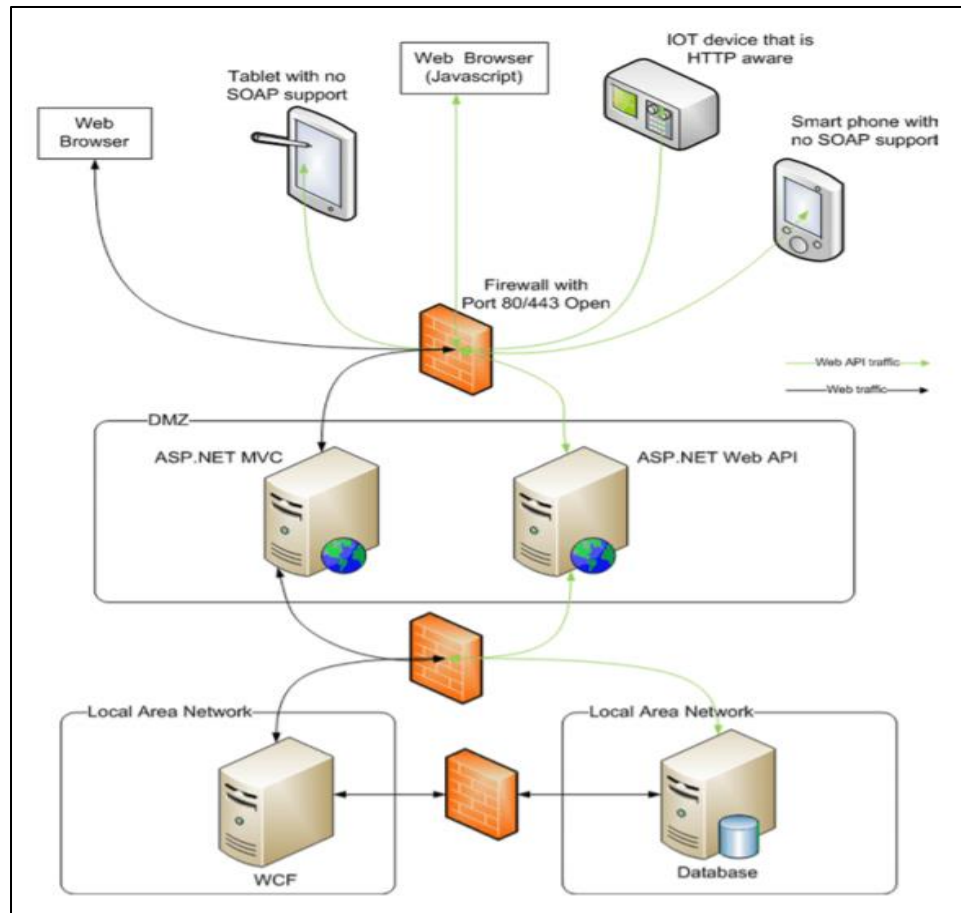 IOT device that is
HTTP aware
Web Browser
(Javascript)
Tablet with no
SOAP support
Web
Browser
Smart phone with
no SOAP support
Firewall with
Port 80/443 Open
Web API traffic
Web traffic
DMZ
ASP.NET MVC
ASP.NET Web API
Local Area Network
Local Area Network
WCF
Database